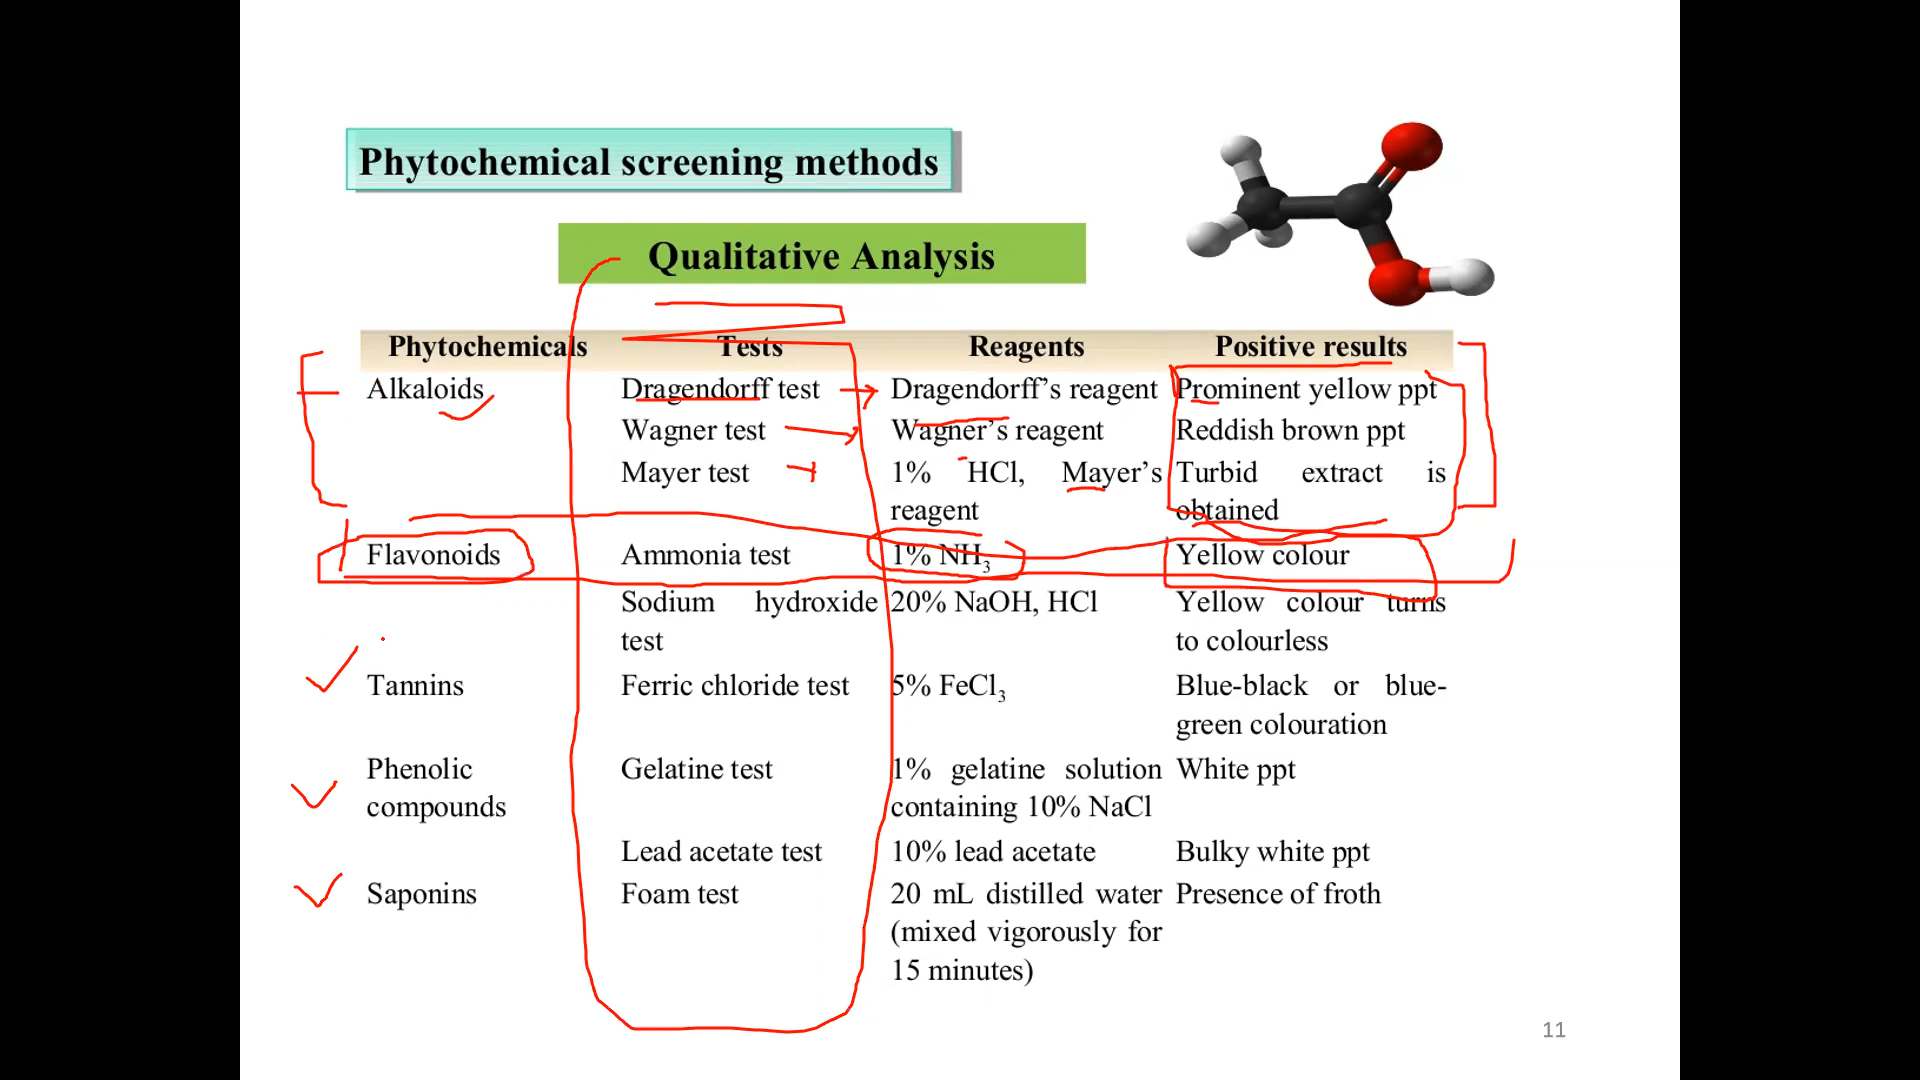 Phytochemical screening methods
Qualitative Analysis
Phytochemicals Tests Reagents Positive results
Alkaloids Dragendorff test Dragendorff’s reagent Prominent yellow ppt
Wagner test Wagner’s reagent Reddish brown ppt
Mayer test 1% HCl, Mayer’s Turbid extract is
reagent obtained
Flavonoids Ammonia test 1% NH₃ Yellow colour
Sodium hydroxide 20% NaOH, HCl Yellow colour turns
test to colourless
Tannins Ferric chloride test 5% FeCl₃ Blue-black or blue-
green colouration
Phenolic Gelatine test 1% gelatine solution White ppt
compounds containing 10% NaCl
Lead acetate test 10% lead acetate Bulky white ppt
Saponins Foam test 20 mL distilled water Presence of froth
(mixed vigorously for
15 minutes)
11